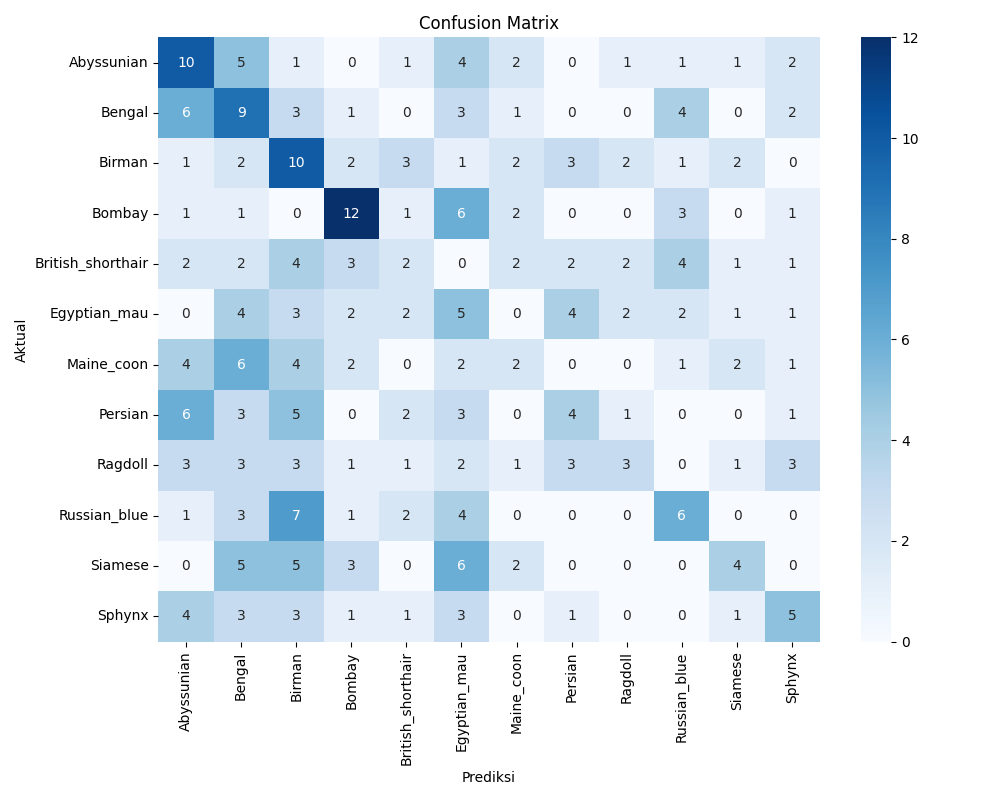 Confusion Matrix
Aktual
Abyssunian 10 5 1 0 1 4 2 0 1 1 1 2
Bengal 6 9 3 1 0 3 1 0 0 4 0 2
Birman 1 2 10 2 3 1 2 3 2 1 2 0
Bombay 1 1 0 12 1 6 2 0 0 3 0 1
British_shorthair 2 2 4 3 2 0 2 2 2 4 1 1
Egyptian_mau 0 4 3 2 2 5 0 4 2 2 1 1
Maine_coon 4 6 4 2 0 2 2 0 0 1 2 1
Persian 6 3 5 0 2 3 0 4 1 0 0 1
Ragdoll 3 3 3 1 1 2 1 3 3 0 1 3
Russian_blue 1 3 7 1 2 4 0 0 0 6 0 0
Siamese 0 5 5 3 0 6 2 0 0 0 4 0
Sphynx 4 3 3 1 1 3 0 1 0 0 1 5
Abyssunian
Bengal
Birman
Bombay
British_shorthair
Egyptian_mau
Maine_coon
Persian
Ragdoll
Russian_blue
Siamese
Sphynx
Prediksi
12
10
8
6
4
2
0